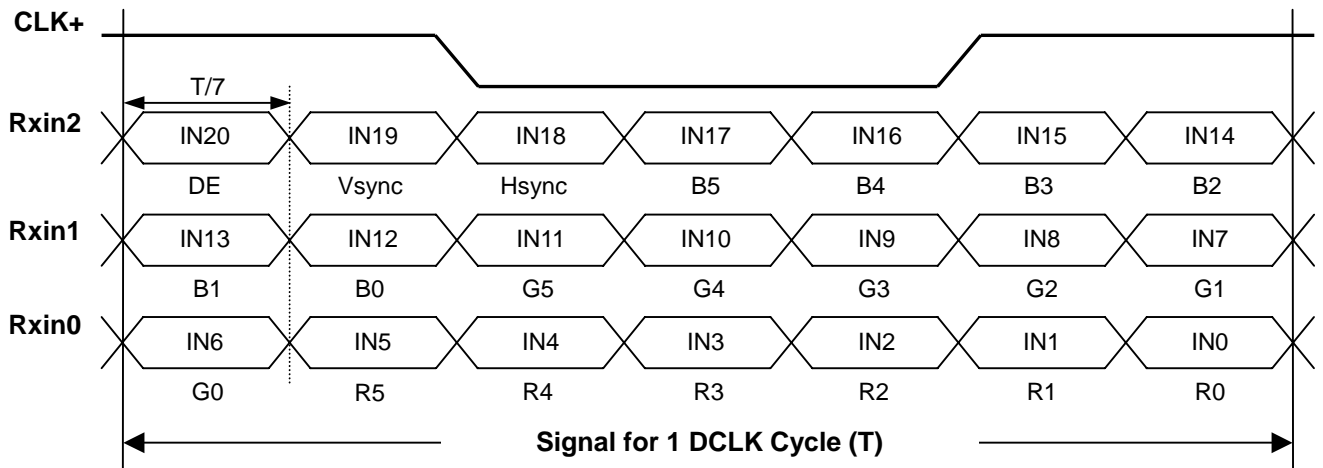 CLK+
T/7
Rxin2 IN20 IN19 IN18 IN17 IN16 IN15 IN14
DE Vsync Hsync B5 B4 B3 B2
Rxin1 IN13 IN12 IN11 IN10 IN9 IN8 IN7
B1 B0 G5 G4 G3 G2 G1
Rxin0 IN6 IN5 IN4 IN3 IN2 IN1 IN0
G0 R5 R4 R3 R2 R1 R0
Signal for 1 DCLK Cycle (T)